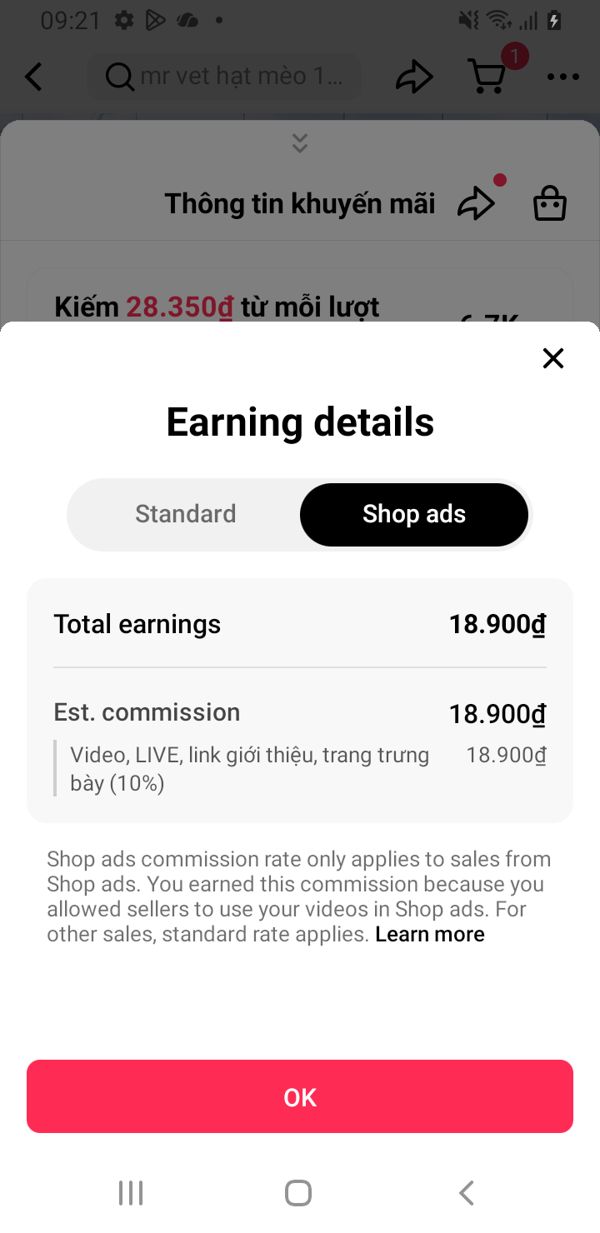 09:21
mr vet hạt mèo 1...
1
Thông tin khuyến mãi
Kiếm 28.350₫ từ mỗi lượt
Earning details
Standard
Shop ads
Total earnings
18.900₫
Est. commission
18.900₫
Video, LIVE, link giới thiệu, trang trưng
18.900₫
bày (10%)
Shop ads commission rate only applies to sales from
Shop ads. You earned this commission because you
allowed sellers to use your videos in Shop ads. For
other sales, standard rate applies. Learn more
OK